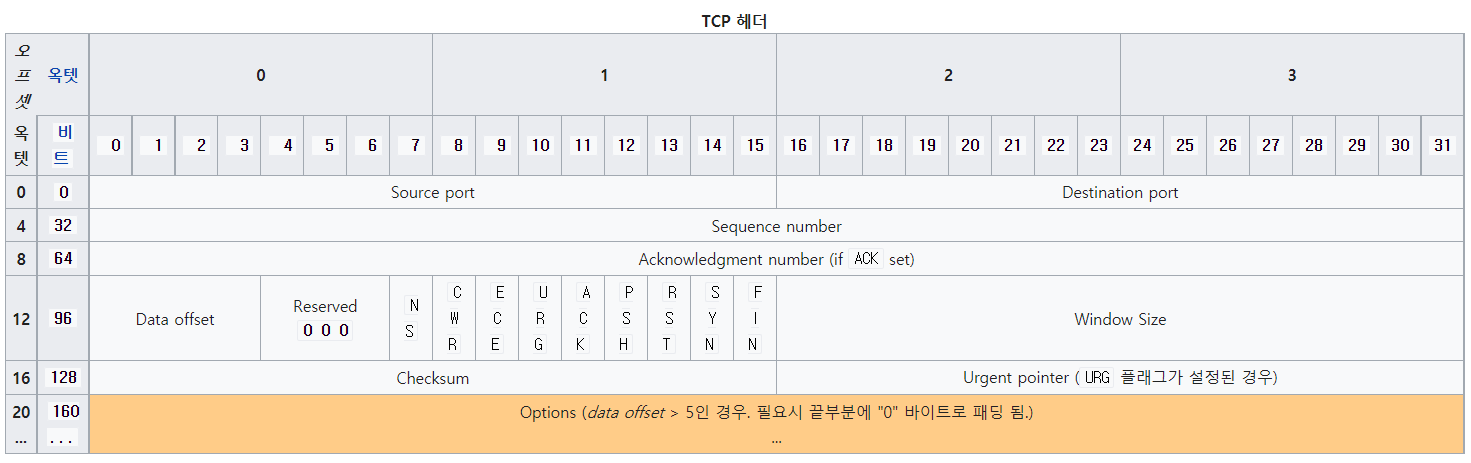 TCP 헤더
오프셋 옥텟 0 1 2 3
옥텟 비트 0 1 2 3 4 5 6 7 8 9 10 11 12 13 14 15 16 17 18 19 20 21 22 23 24 25 26 27 28 29 30 31
0 0 Source port Destination port
4 32 Sequence number
8 64 Acknowledgment number (if ACK set)
12 96 Data offset Reserved 0 0 0 NS CWR ECE URG ACK PSH RST SYN FIN Window Size
16 128 Checksum Urgent pointer ( URG 플래그가 설정된 경우)
20 160 Options (data offset > 5인 경우. 필요시 끝부분에 "0" 바이트로 패딩 됨.)
... ... ...